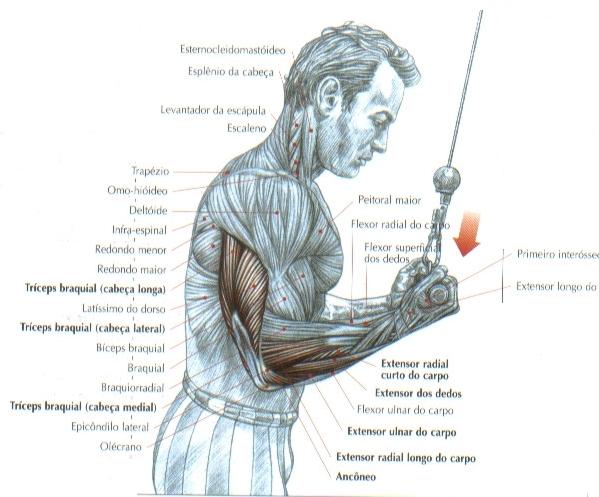 Esternocleidomastóideo
Esplênio da cabeça
Levantador da escápula
Escaleno
Trapézio
Omo-hióideo
Deltóide
Infra-espinal
Redondo menor
Redondo maior
Tríceps braquial (cabeça longa)
Latíssimo do dorso
Tríceps braquial (cabeça lateral)
Bíceps braquial
Braquial
Braquiorradial
Tríceps braquial (cabeça medial)
Epicôndilo lateral
Olécrano
Peitoral maior
Flexor radial do carpo
Flexor superficial
dos dedos
Primeiro interósse
Extensor longo do
Extensor radial
curto do carpo
Extensor dos dedos
Flexor ulnar do carpo
Extensor ulnar do carpo
Extensor radial longo do carpo
Ancôneo